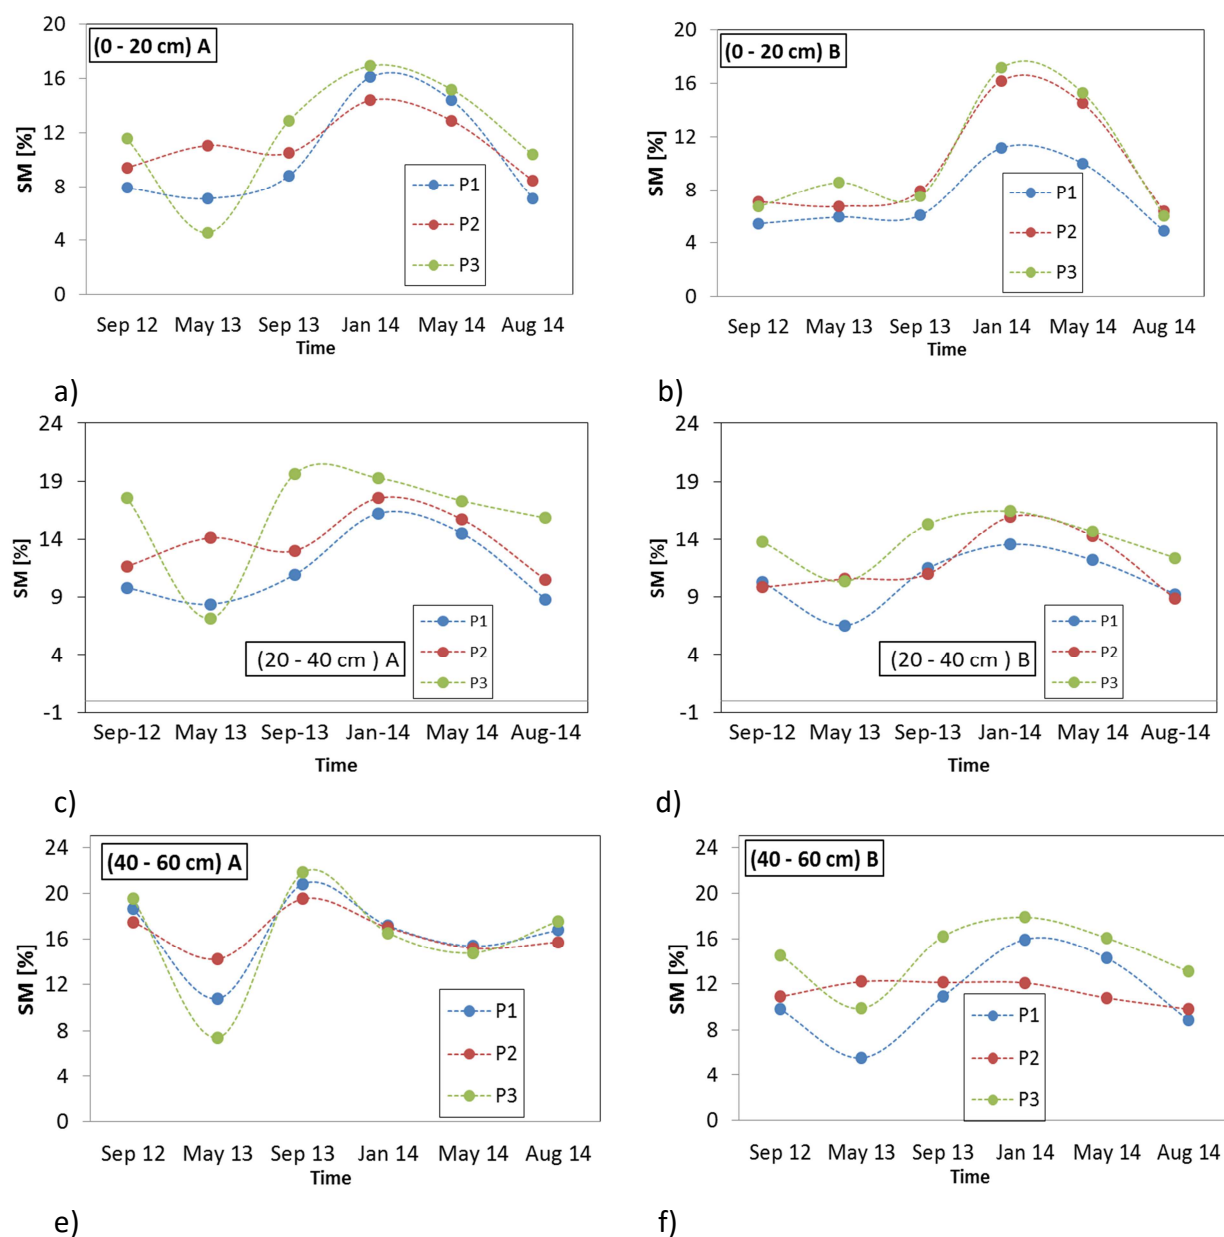 (0 - 20 cm) A
SM [%]
20
16
12
8
4
0
P1
P2
P3
Sep 12 May 13 Sep 13 Jan 14 May 14 Aug 14
Time
a)
(0 - 20 cm) B
SM [%]
20
16
12
8
4
0
P1
P2
P3
Sep 12 May 13 Sep 13 Jan 14 May 14 Aug 14
Time
b)
24
19
14
9
4
-1
SM [%]
P1
P2
P3
(20 - 40 cm ) A
Sep-12 May 13 Sep-13 Jan-14 May 14 Aug-14
Time
c)
24
19
14
9
4
-1
SM [%]
P1
P2
P3
(20 - 40 cm ) B
Sep-12 May 13 Sep-13 Jan-14 May 14 Aug-14
Time
d)
(40 - 60 cm) A
SM [%]
24
20
16
12
8
4
0
P1
P2
P3
Sep 12 May 13 Sep 13 Jan 14 May 14 Aug 14
Time
e)
(40 - 60 cm) B
SM [%]
24
20
16
12
8
4
0
P1
P2
P3
Sep 12 May 13 Sep 13 Jan 14 May 14 Aug 14
Time
f)